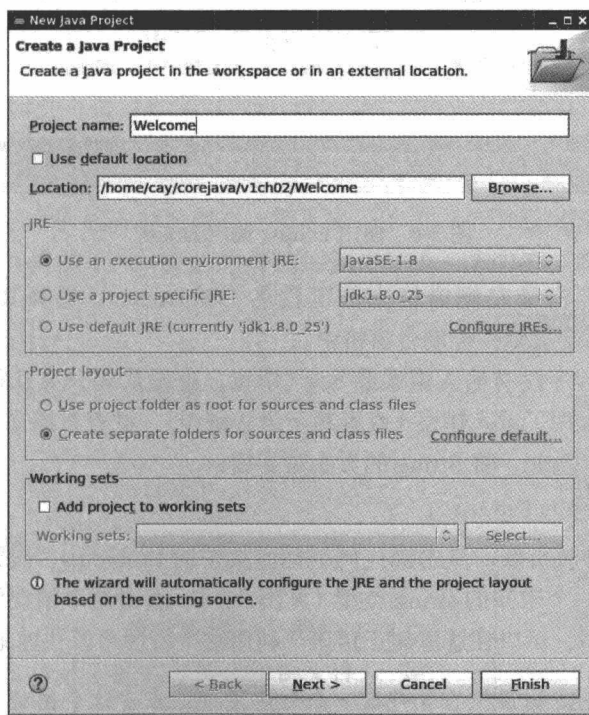 New Java Project
Create a Java Project
Create a Java project in the workspace or in an external location.
Project name: Welcome
Use default location
Location: /home/cay/corejava/v1ch02/Welcome Browse...
JRE
Use an execution environment JRE: JavaSE-1.8
Use a project specific JRE: jdk1.8.0_25
Use default JRE (currently 'jdk1.8.0_25') Configure JREs...
Project layout
Use project folder as root for sources and class files
Create separate folders for sources and class files Configure default...
Working sets
Add project to working sets
Working sets: Select...
The wizard will automatically configure the JRE and the project layout
based on the existing source.
< Back Next > Cancel Finish